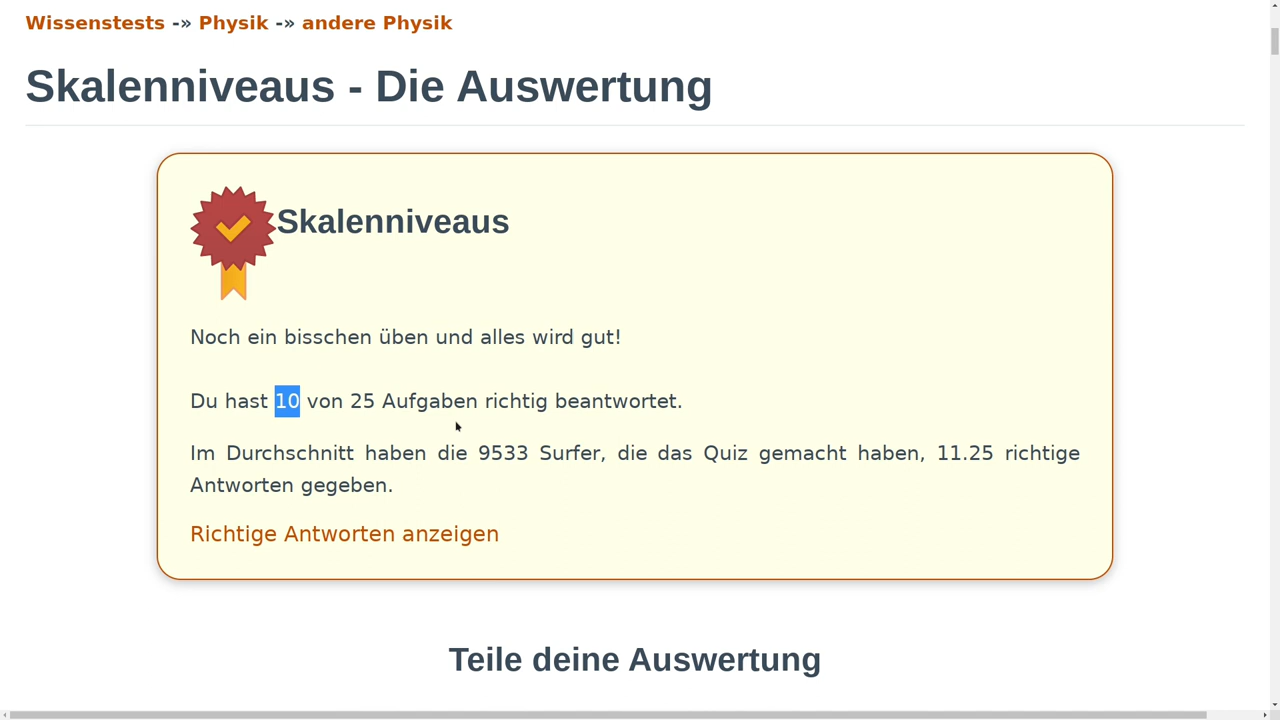 Wissenstests -» Physik -» andere Physik
Skalenniveaus - Die Auswertung
Skalenniveaus
Noch ein bisschen üben und alles wird gut!
Du hast 10 von 25 Aufgaben richtig beantwortet.
Im Durchschnitt haben die 9533 Surfer, die das Quiz gemacht haben, 11.25 richtige
Antworten gegeben.
Richtige Antworten anzeigen
Teile deine Auswertung